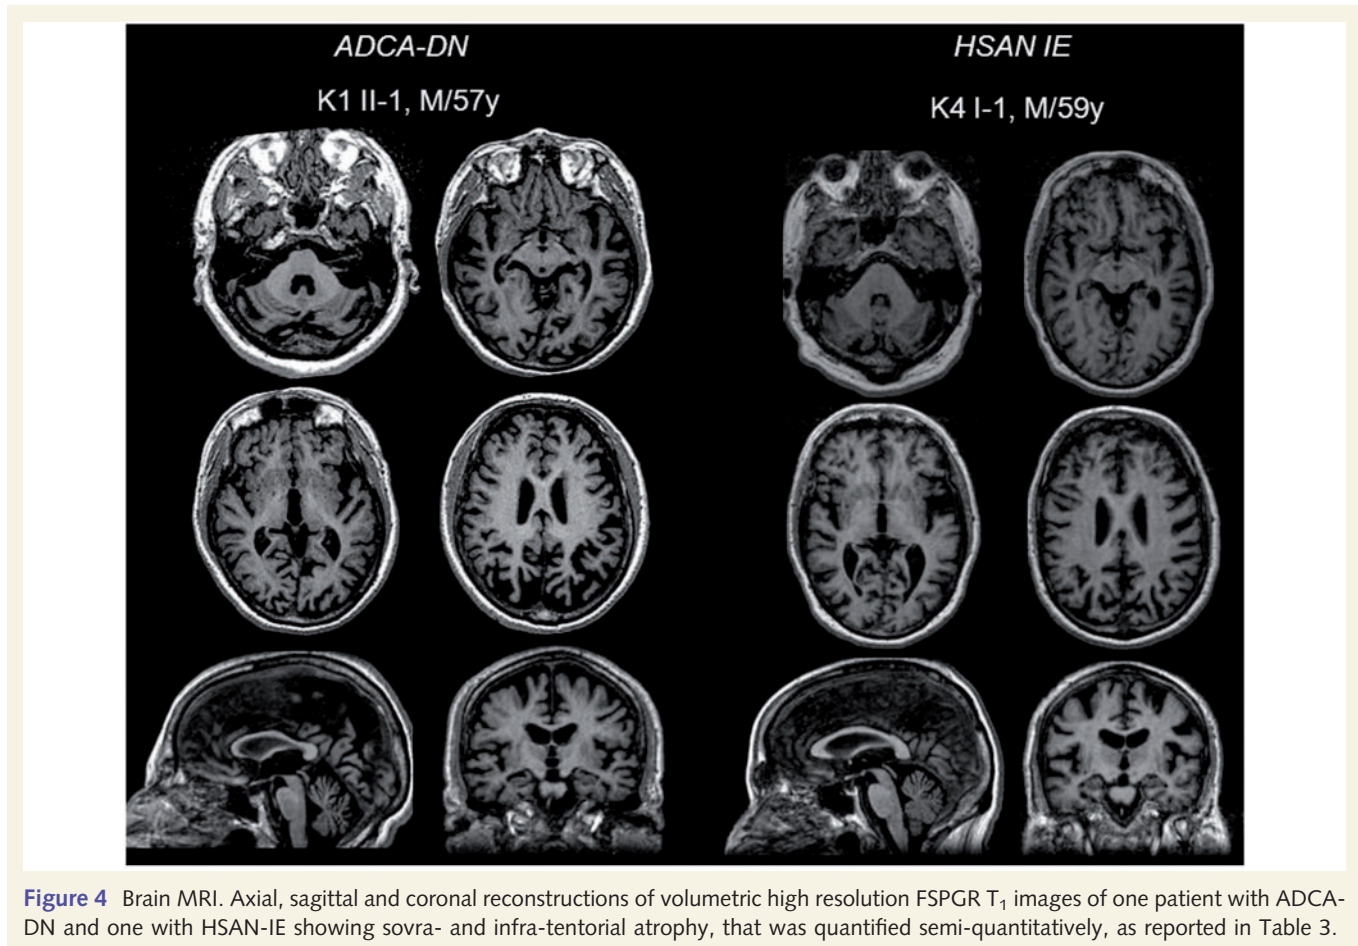 ADCA-DN
HSAN IE
K1 II-1, M/57y
K4 I-1, M/59y
Figure 4 Brain MRI. Axial, sagittal and coronal reconstructions of volumetric high resolution FSPGR T₁ images of one patient with ADCA-
DN and one with HSAN-IE showing sovra- and infra-tentorial atrophy, that was quantified semi-quantitatively, as reported in Table 3.